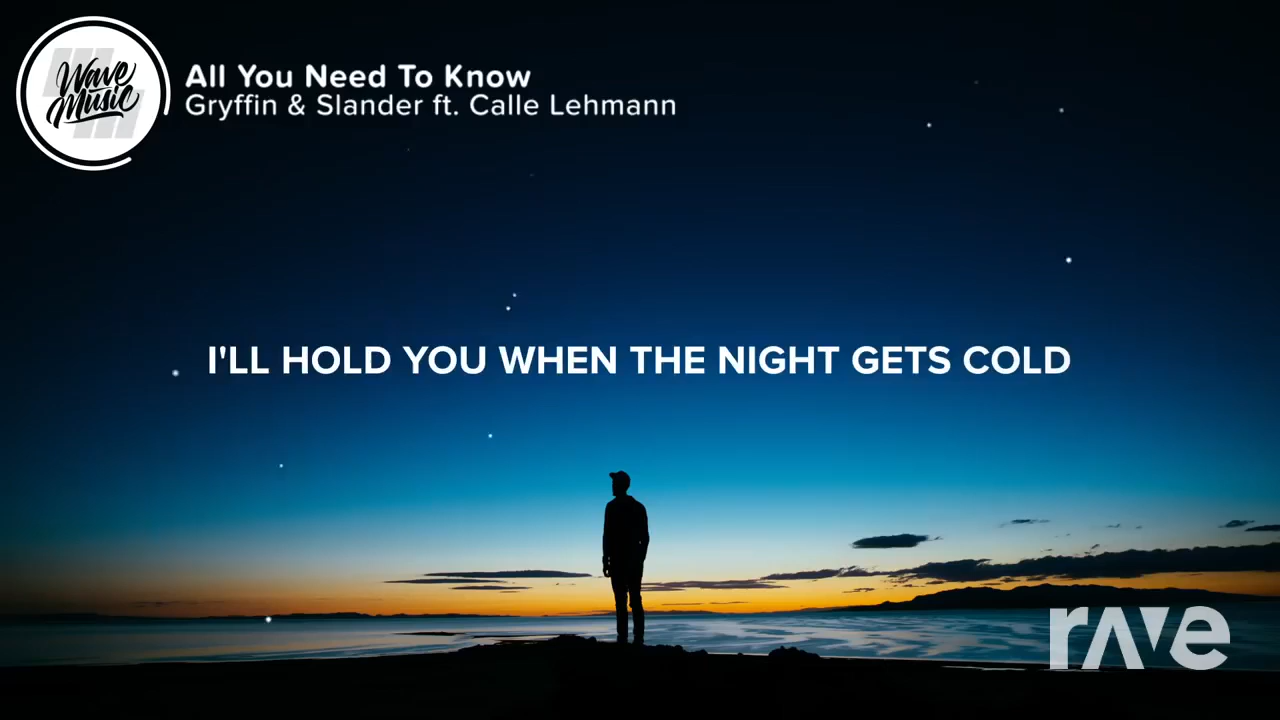 Wave
Music
All You Need To Know
Gryffin & Slander ft. Calle Lehmann
I'LL HOLD YOU WHEN THE NIGHT GETS COLD
rave